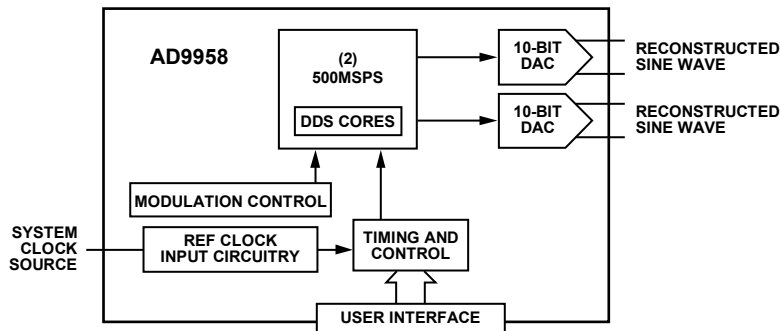 AD9958
(2)
500MSPS
DDS CORES
10-BIT
DAC
RECONSTRUCTED
SINE WAVE
10-BIT
DAC
RECONSTRUCTED
SINE WAVE
MODULATION CONTROL
SYSTEM
CLOCK
SOURCE
REF CLOCK
INPUT CIRCUITRY
TIMING AND
CONTROL
USER INTERFACE